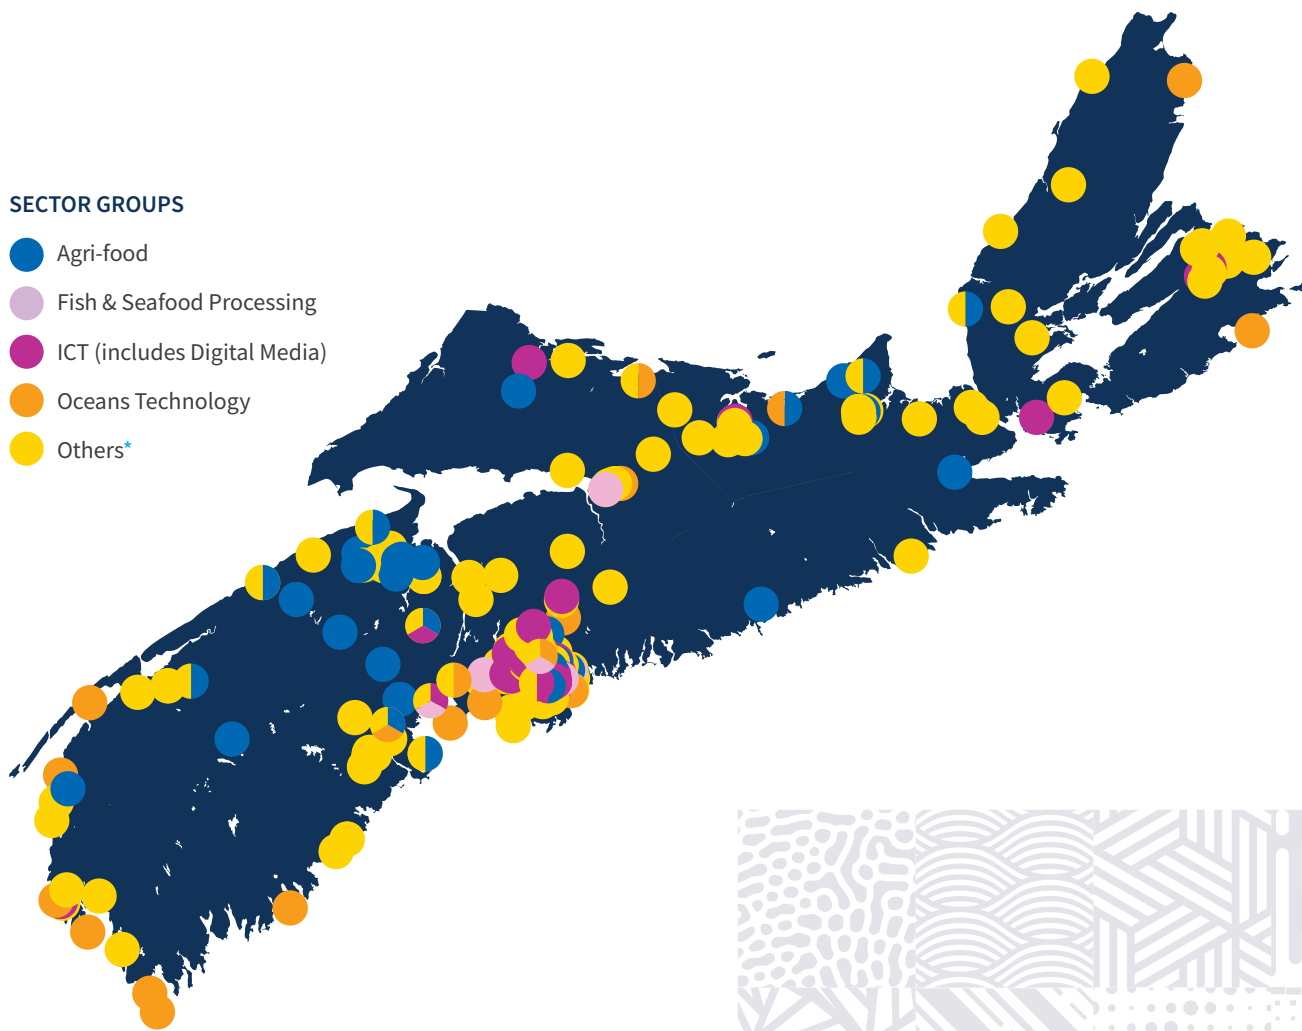 SECTOR GROUPS
Agri-food
Fish & Seafood Processing
ICT (includes Digital Media)
Oceans Technology
Others*